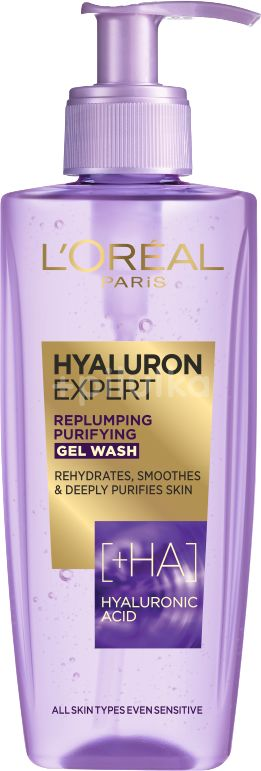 L'ORÉAL
PARiS
HYALURON
EXPERT
REPLUMPING
PURIFYING
GEL WASH
REHYDRATES, SMOOTHES
& DEEPLY PURIFIES SKIN
[+HA]
HYALURONIC
ACID
ALL SKIN TYPES EVEN SENSITIVE